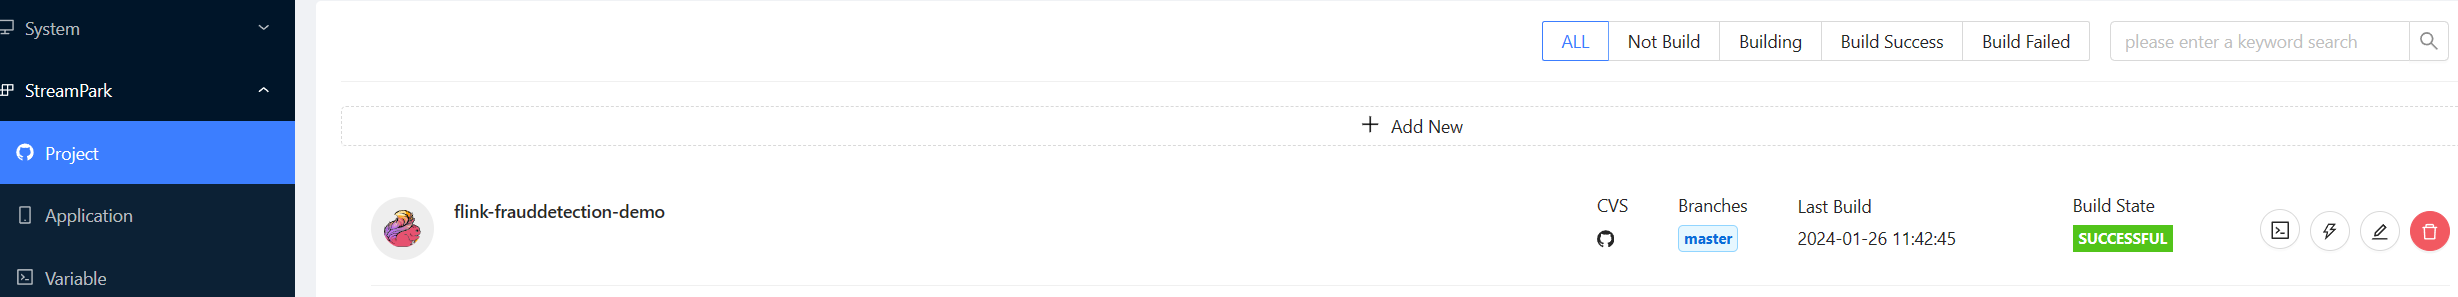 System
StreamPark
Project
Application
Variable
ALL
Not Build
Building
Build Success
Build Failed
please enter a keyword search
Add New
flink-frauddetection-demo
CVS
Branches
master
Last Build
2024-01-26 11:42:45
Build State
SUCCESSFUL